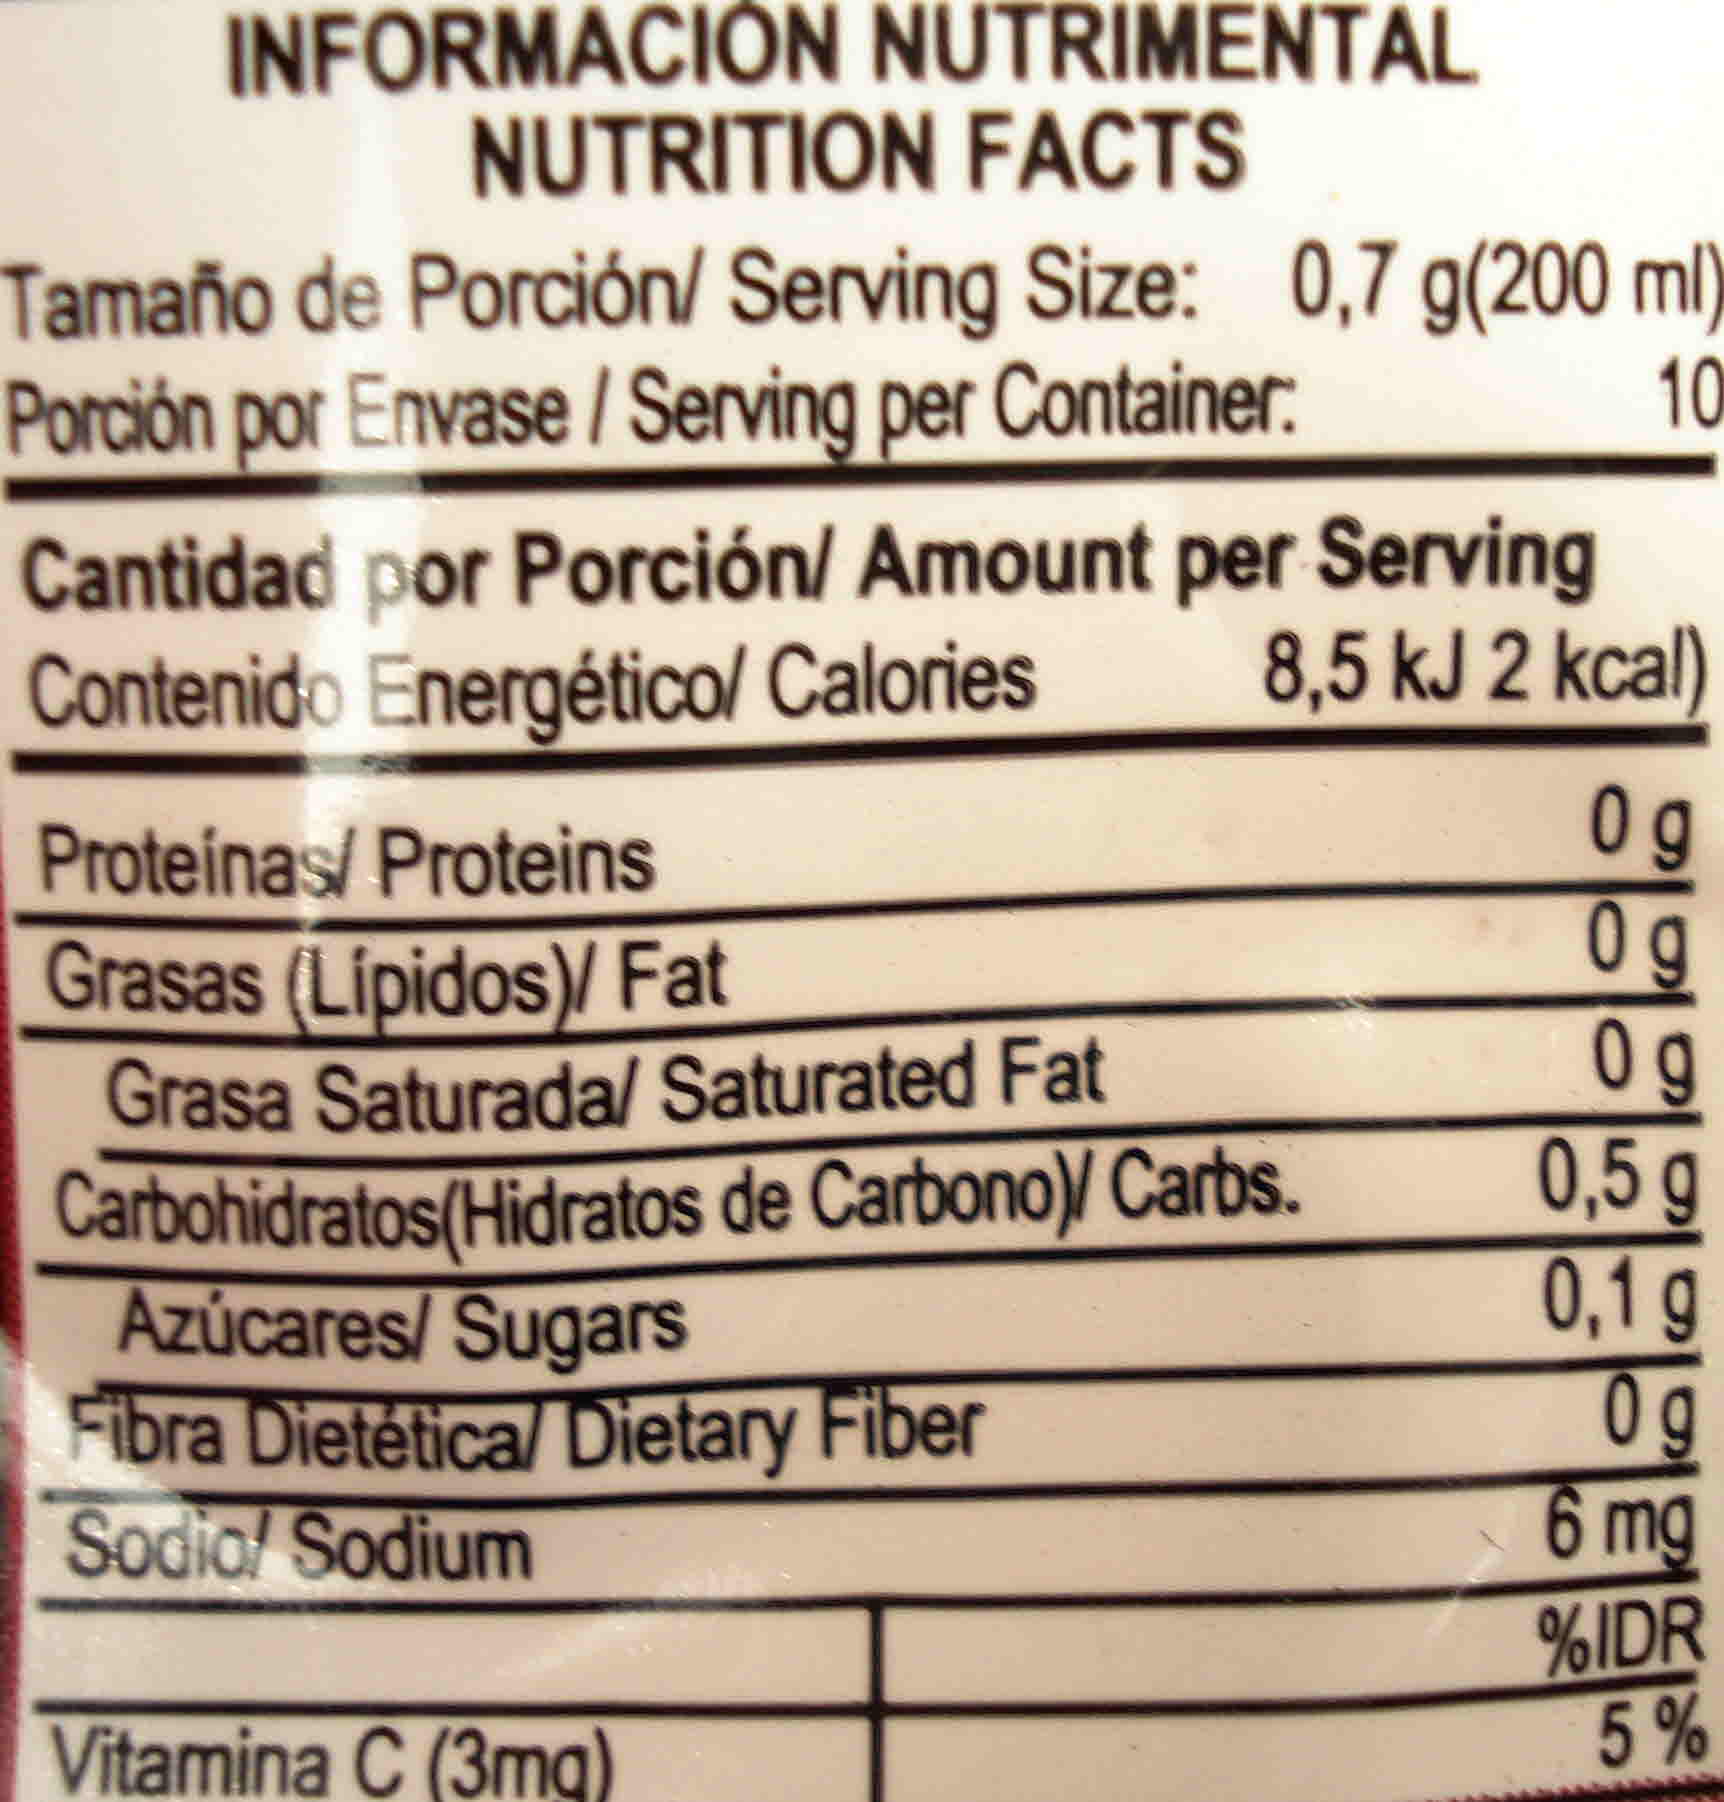 INFORMACIÓN NUTRIMENTAL
NUTRITION FACTS
Tamaño de Porción/ Serving Size: 0,7 g(200 ml)
Porción por Envase / Serving per Container: 10
Cantidad por Porción/ Amount per Serving
Contenido Energético/ Calories 8,5 kJ 2 kcal)
Proteínas/ Proteins 0 g
Grasas (Lípidos)/ Fat 0 g
Grasa Saturada/ Saturated Fat 0 g
Carbohidratos(Hidratos de Carbono)/ Carbs. 0,5 g
Azúcares/ Sugars 0,1 g
Fibra Dietética/ Dietary Fiber 0 g
Sodio/ Sodium 6 mg
%IDR
Vitamina C (3mg) 5 %